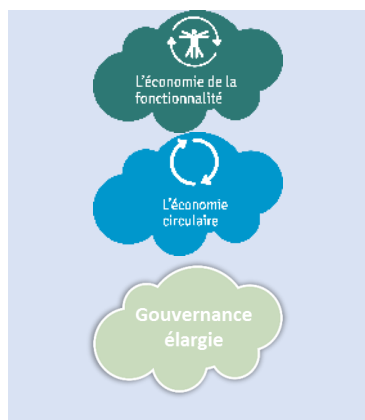 L'économie de la
fonctionnalité
L'économie
circulaire
Gouvernance
élargie